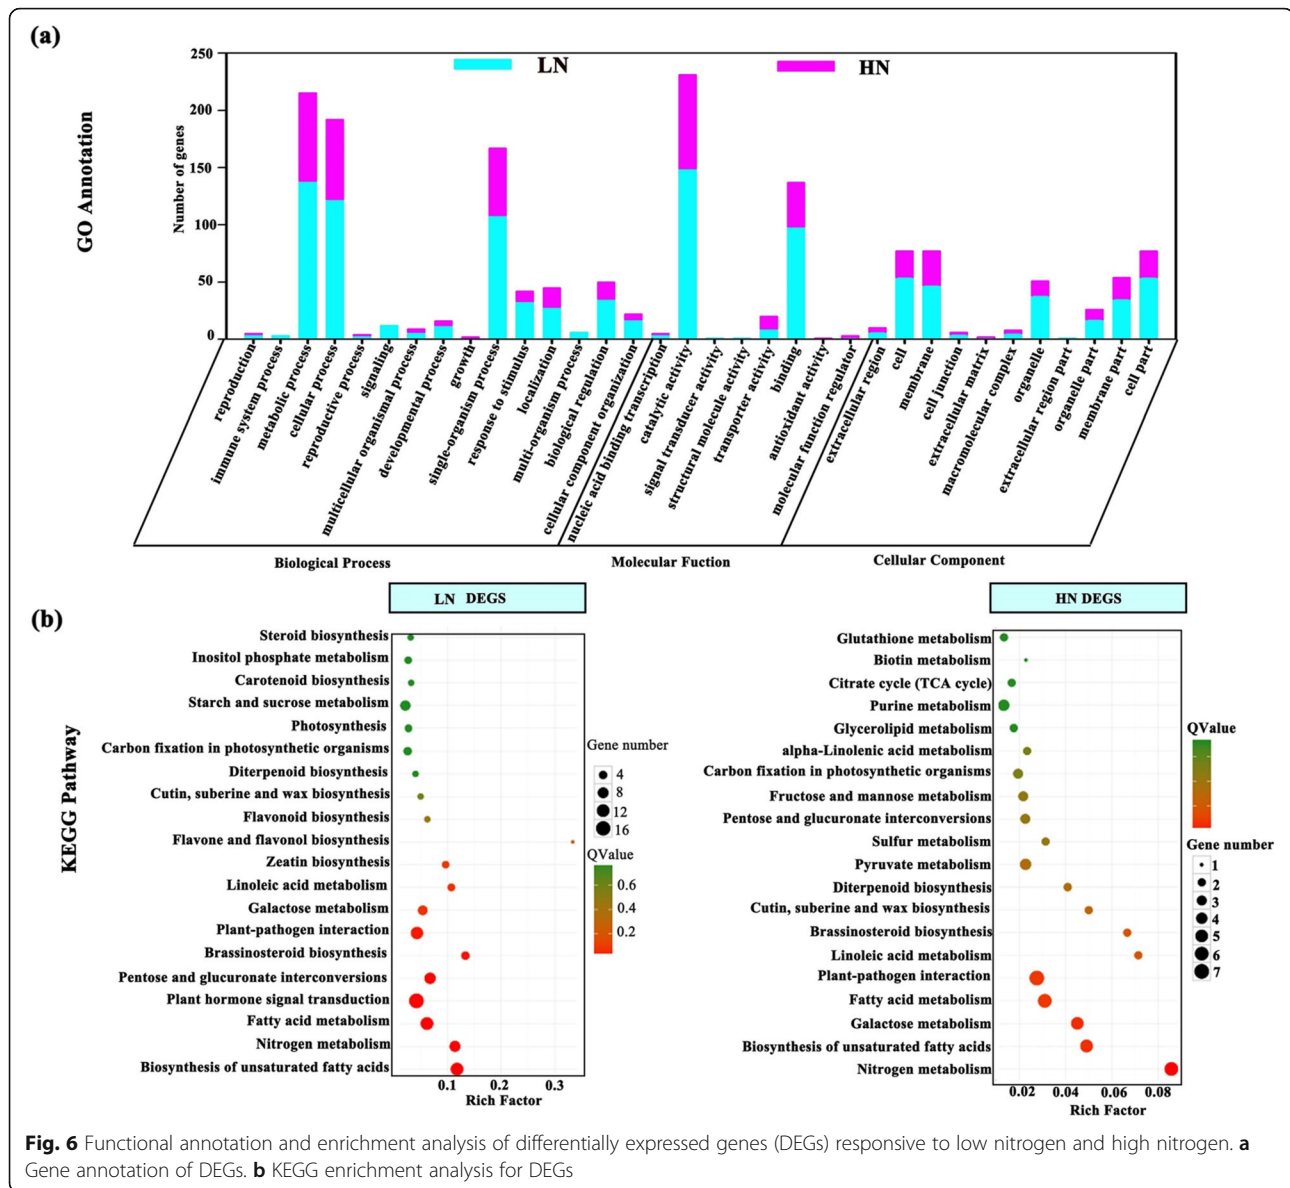 (a)
GO Annotation
Number of genes
250
200
150
100
50
0
LN
HN
reproduction
immune system process
metabolic process
cellular process
reproductive process
signaling
multicellular organismal process
developmental process
growth
single-organism process
response to stimulus
localization
multi-organism process
biological regulation
cellular component organization
nucleic acid binding transcription
catalytic activity
signal transducer activity
structural molecule activity
transporter activity
binding
antioxidant activity
molecular function regulator
extracellular region
cell
membrane
cell junction
extracellular matrix
macromolecular complex
organelle
extracellular region part
organelle part
membrane part
cell part
Biological Process
Molecular Fuction
Cellular Component
(b)
KEGG Pathway
LN DEGS
Steroid biosynthesis
Inositol phosphate metabolism
Carotenoid biosynthesis
Starch and sucrose metabolism
Photosynthesis
Carbon fixation in photosynthetic organisms
Diterpenoid biosynthesis
Cutin, suberine and wax biosynthesis
Flavonoid biosynthesis
Flavone and flavonol biosynthesis
Zeatin biosynthesis
Linoleic acid metabolism
Galactose metabolism
Plant-pathogen interaction
Brassinosteroid biosynthesis
Pentose and glucuronate interconversions
Plant hormone signal transduction
Fatty acid metabolism
Nitrogen metabolism
Biosynthesis of unsaturated fatty acids
0.1 0.2 0.3
Rich Factor
Gene number
4
8
12
16
QValue
0.6
0.4
0.2
HN DEGS
Glutathione metabolism
Biotin metabolism
Citrate cycle (TCA cycle)
Purine metabolism
Glycerolipid metabolism
alpha-Linolenic acid metabolism
Carbon fixation in photosynthetic organisms
Fructose and mannose metabolism
Pentose and glucuronate interconversions
Sulfur metabolism
Pyruvate metabolism
Diterpenoid biosynthesis
Cutin, suberine and wax biosynthesis
Brassinosteroid biosynthesis
Linoleic acid metabolism
Plant-pathogen interaction
Fatty acid metabolism
Galactose metabolism
Biosynthesis of unsaturated fatty acids
Nitrogen metabolism
0.02 0.04 0.06 0.08
Rich Factor
QValue
Gene number
1
2
3
4
5
6
7
Fig. 6 Functional annotation and enrichment analysis of differentially expressed genes (DEGs) responsive to low nitrogen and high nitrogen. a
Gene annotation of DEGs. b KEGG enrichment analysis for DEGs